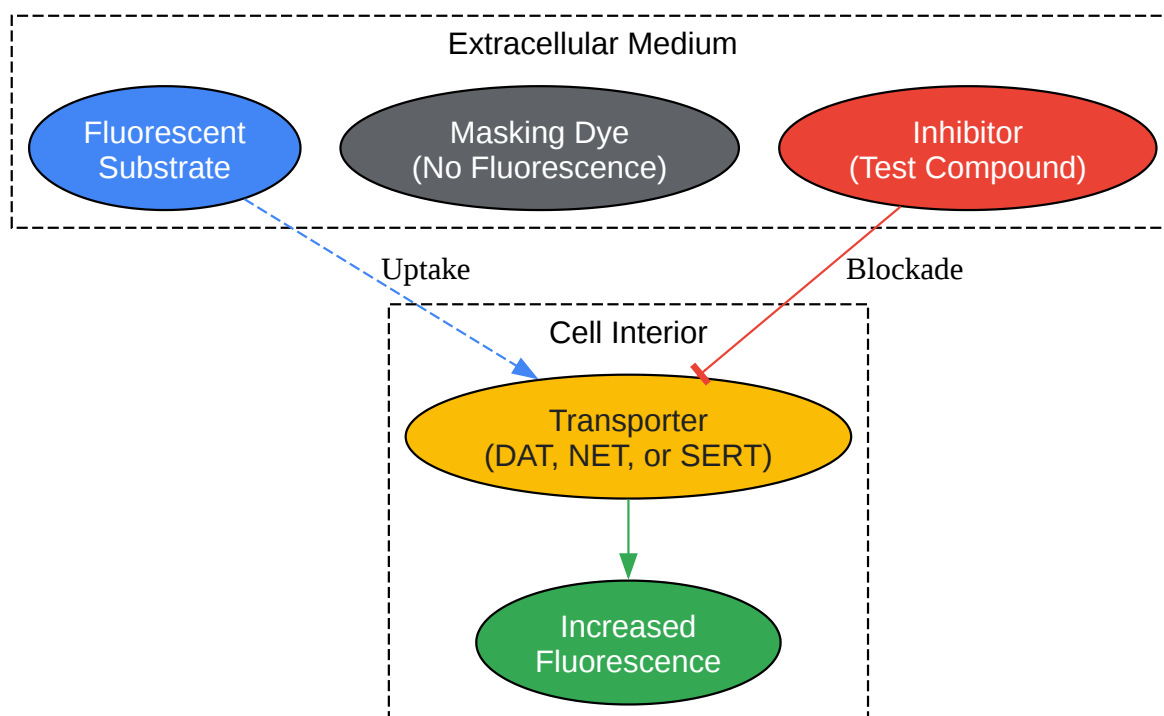 Extracellular Medium
Fluorescent
Substrate
Masking Dye
(No Fluorescence)
Inhibitor
(Test Compound)
Uptake
Blockade
Cell Interior
Transporter
(DAT, NET, or SERT)
Increased
Fluorescence